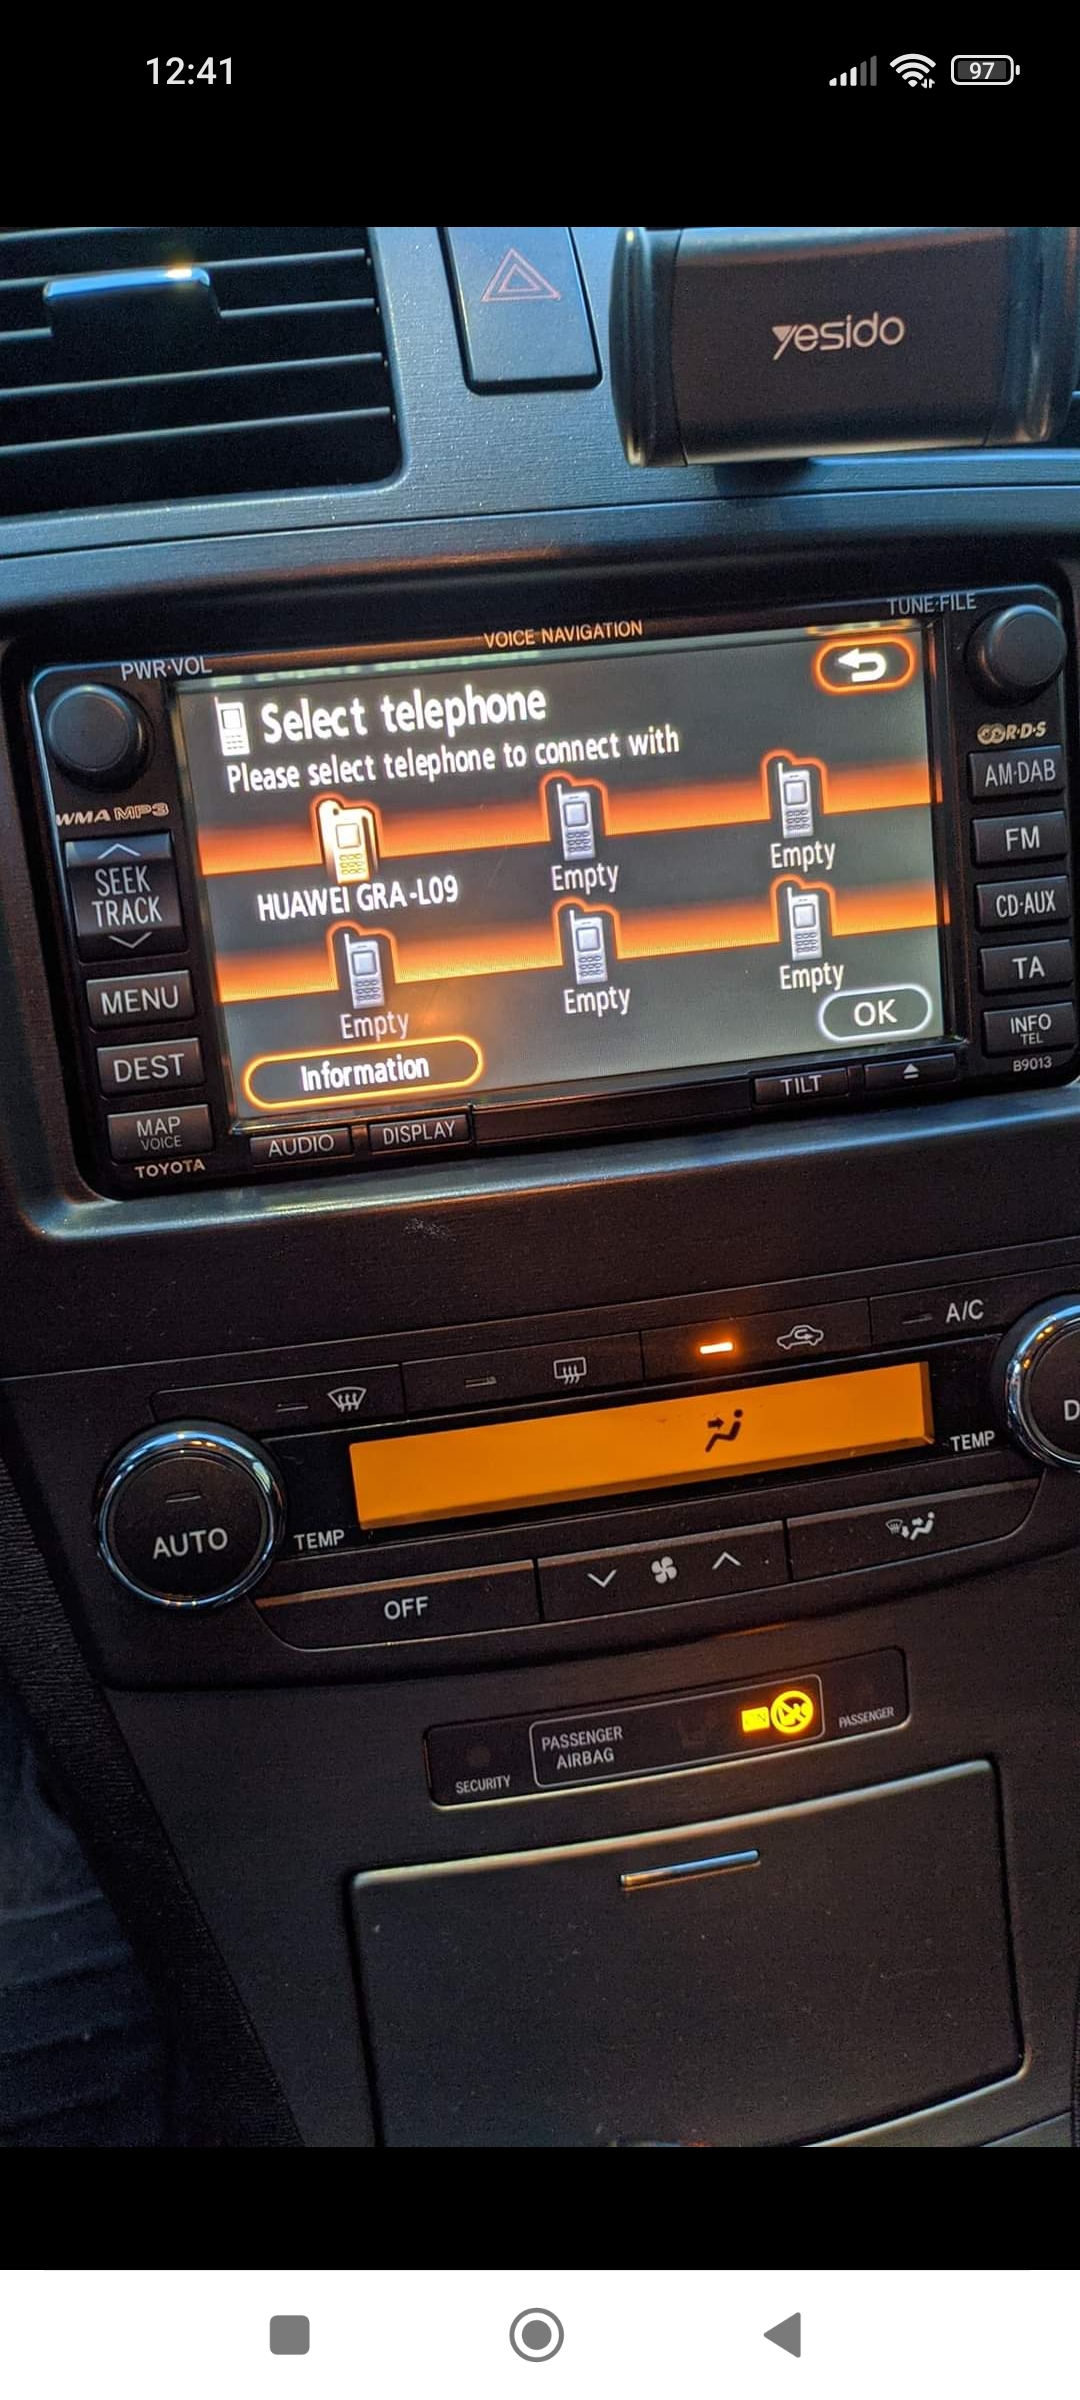 12:41
97
yesido
TUNE·FILE
VOICE NAVIGATION
PWR·VOL
Select telephone
Please select telephone to connect with
R·D·S
WMA MP3
AM·DAB
SEEK
TRACK
HUAWEI GRA-L09
Empty
Empty
FM
CD·AUX
Empty
Empty
Empty
TA
MENU
OK
INFO
TEL
Information
DEST
B9013
TILT
MAP
VOICE
AUDIO
DISPLAY
TOYOTA
A/C
D
TEMP
AUTO
TEMP
OFF
PASSENGER
AIRBAG
PASSENGER
SECURITY